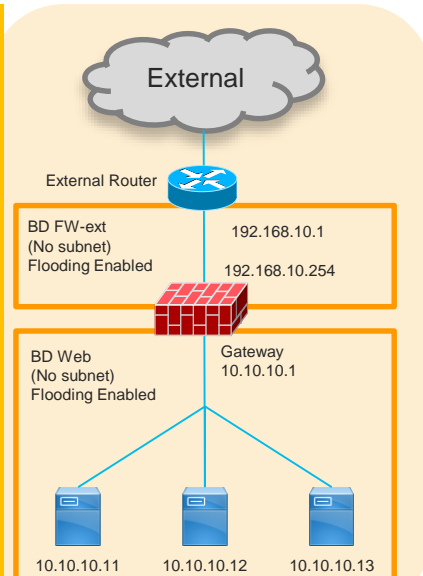 External
External Router
BD FW-ext
(No subnet)
Flooding Enabled
192.168.10.1
192.168.10.254
BD Web
(No subnet)
Flooding Enabled
Gateway
10.10.10.1
10.10.10.11
10.10.10.12
10.10.10.13